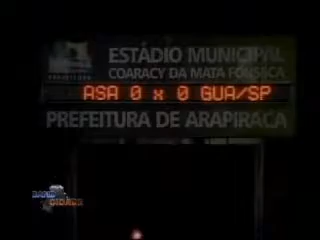 ESTÁDIO MUNICIPAL
COARACY DA MATA FONSECA
ASA 0 x 0 GUA/SP
PREFEITURA DE ARAPIRACA